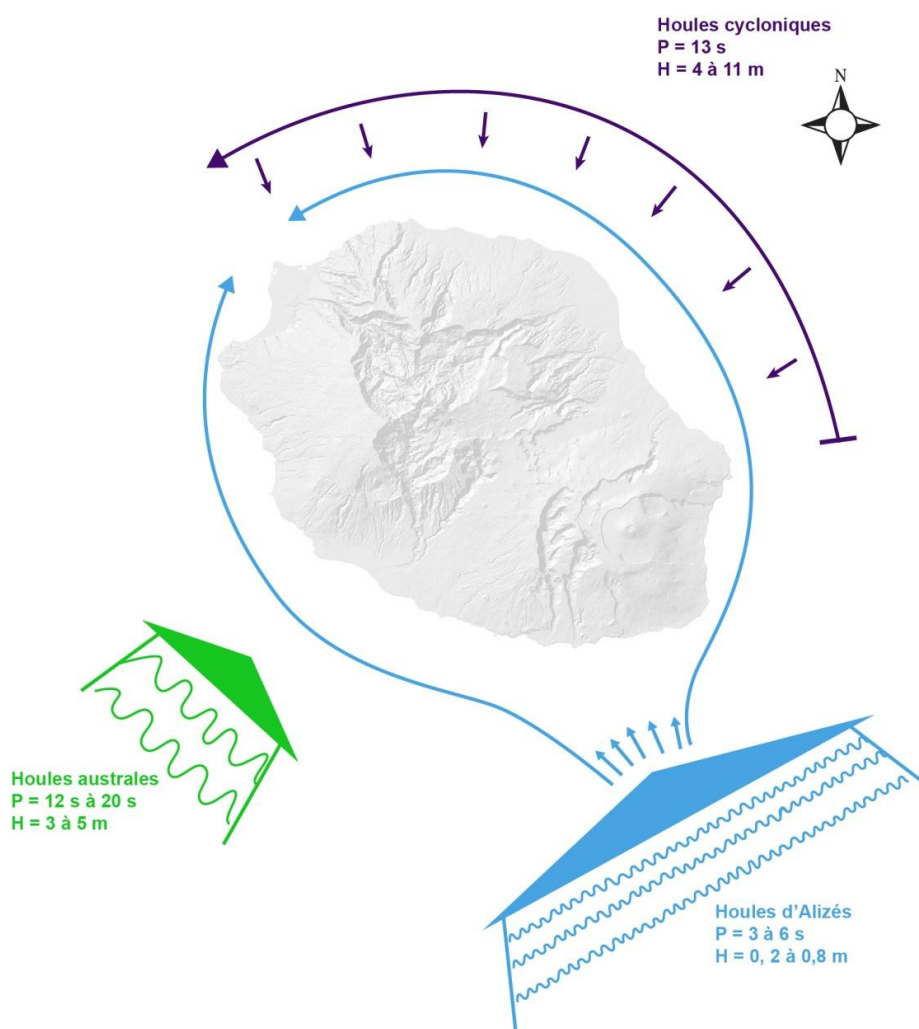 Houles cycloniques
P = 13 s
H = 4 à 11 m
N
Houles australes
P = 12 s à 20 s
H = 3 à 5 m
Houles d'Alizés
P = 3 à 6 s
H = 0, 2 à 0,8 m